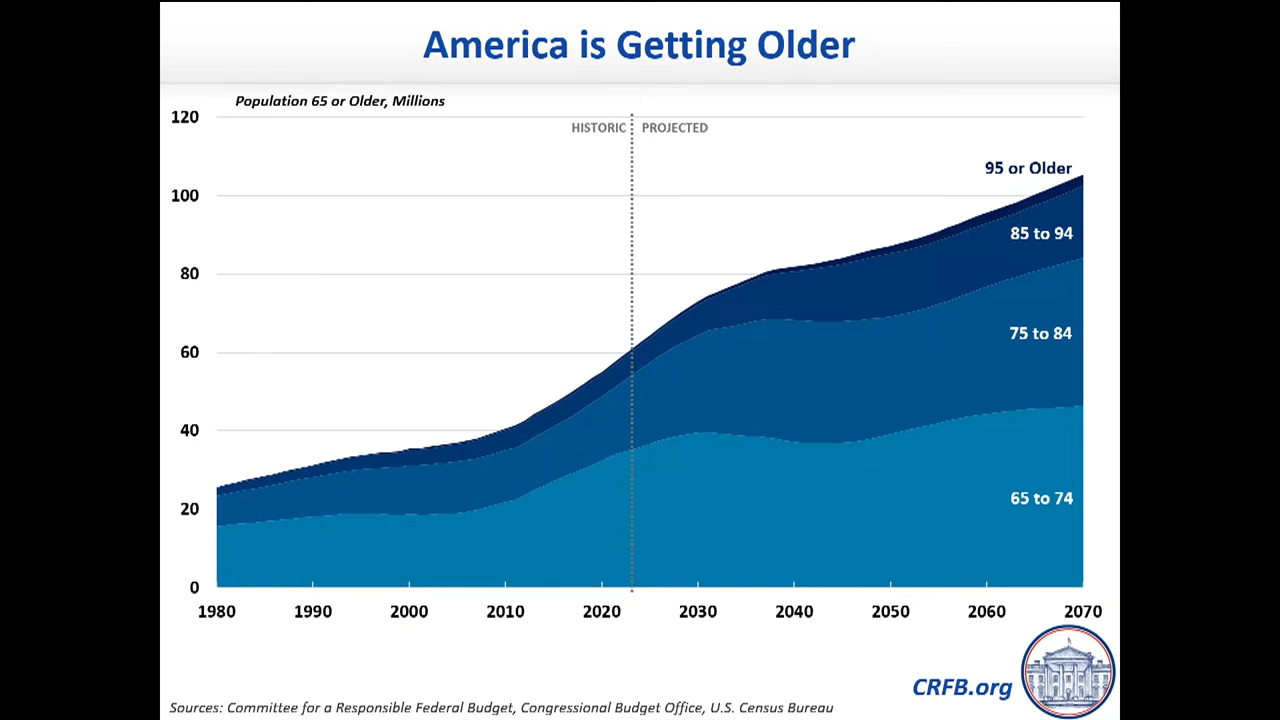 America is Getting Older
Population 65 or Older, Millions
120
HISTORIC
PROJECTED
95 or Older
100
85 to 94
80
75 to 84
60
40
65 to 74
20
0
1980 1990 2000 2010 2020 2030 2040 2050 2060 2070
CRFB.org
Sources: Committee for a Responsible Federal Budget, Congressional Budget Office, U.S. Census Bureau